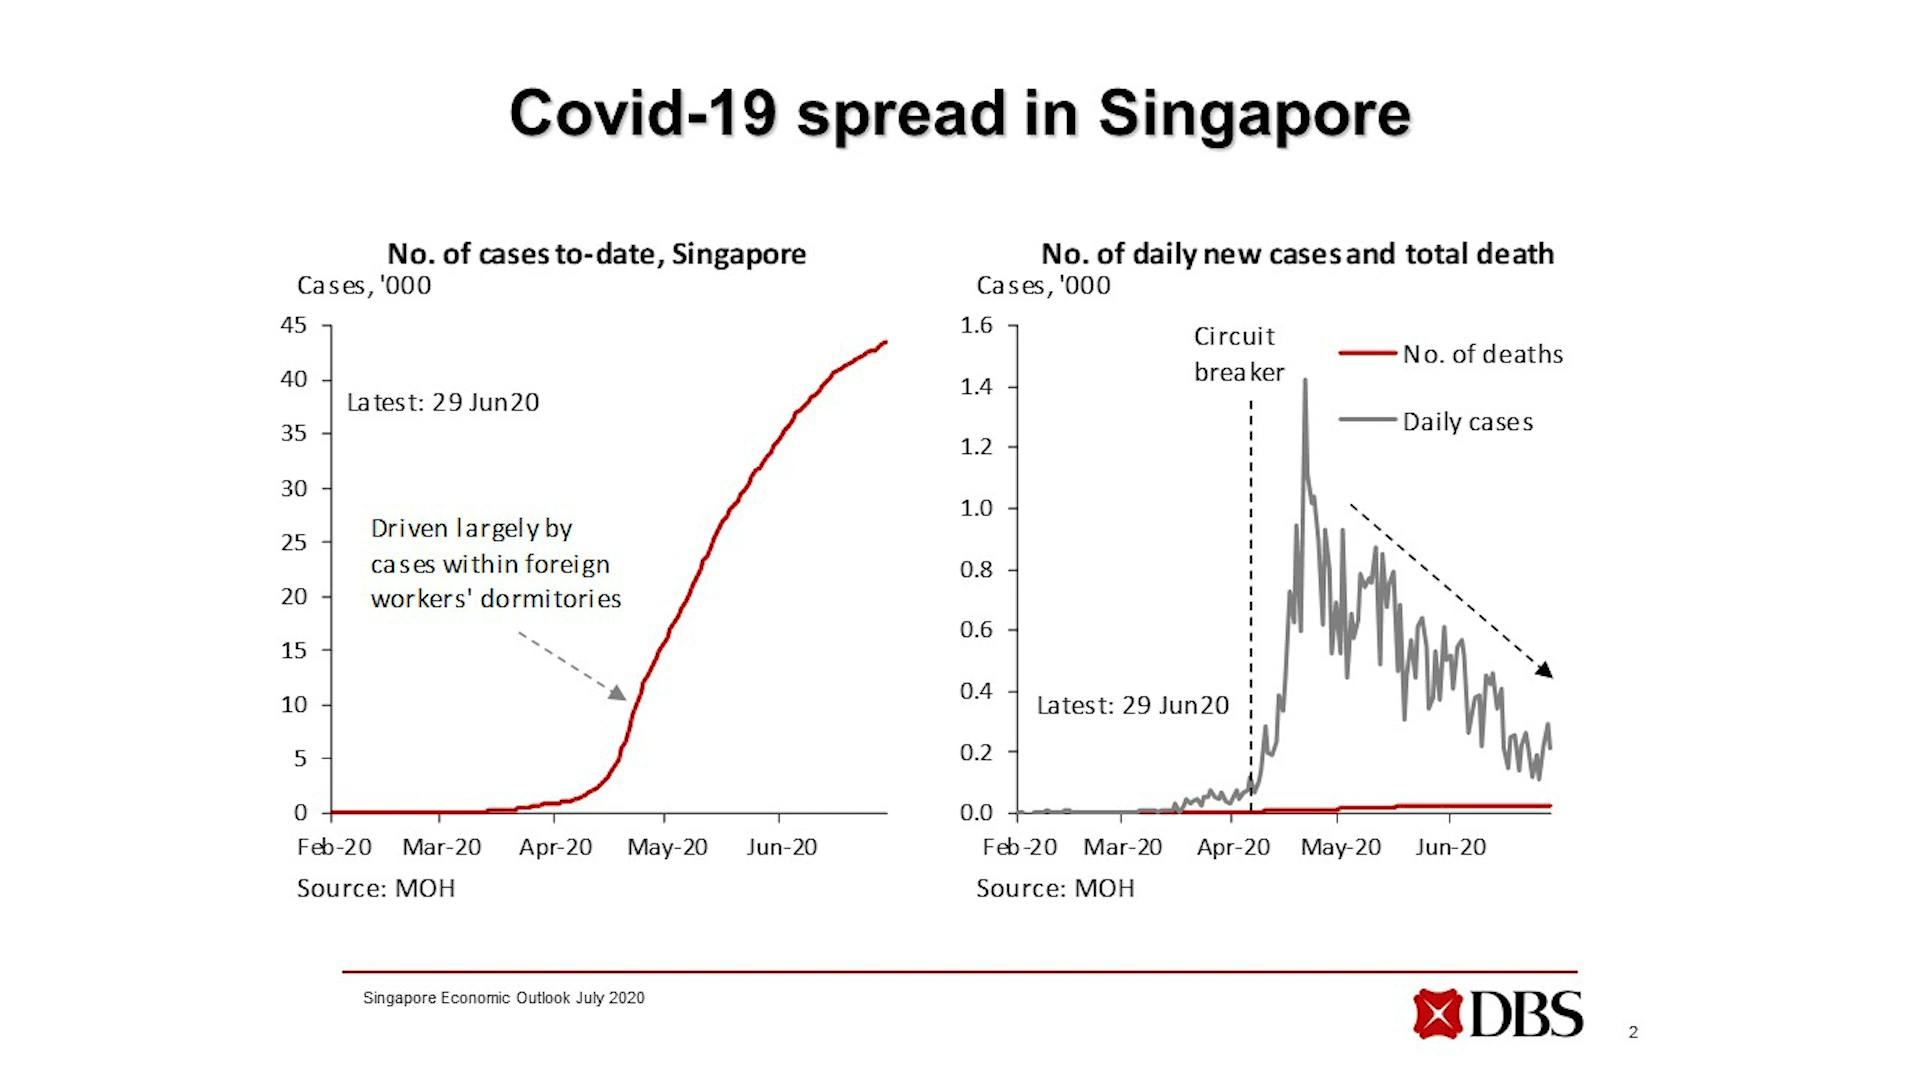 Covid-19 spread in Singapore
No. of cases to-date, Singapore
Cases, '000
45
40
35
30
25
20
15
10
5
0
Latest: 29 Jun20
Driven largely by
cases within foreign
workers' dormitories
Feb-20 Mar-20 Apr-20 May-20 Jun-20
Source: MOH
No. of daily new cases and total death
Cases, '000
1.6
1.4
1.2
1.0
0.8
0.6
0.4
0.2
0.0
Circuit
breaker
No. of deaths
Daily cases
Latest: 29 Jun20
Feb-20 Mar-20 Apr-20 May-20 Jun-20
Source: MOH
Singapore Economic Outlook July 2020
DBS
2